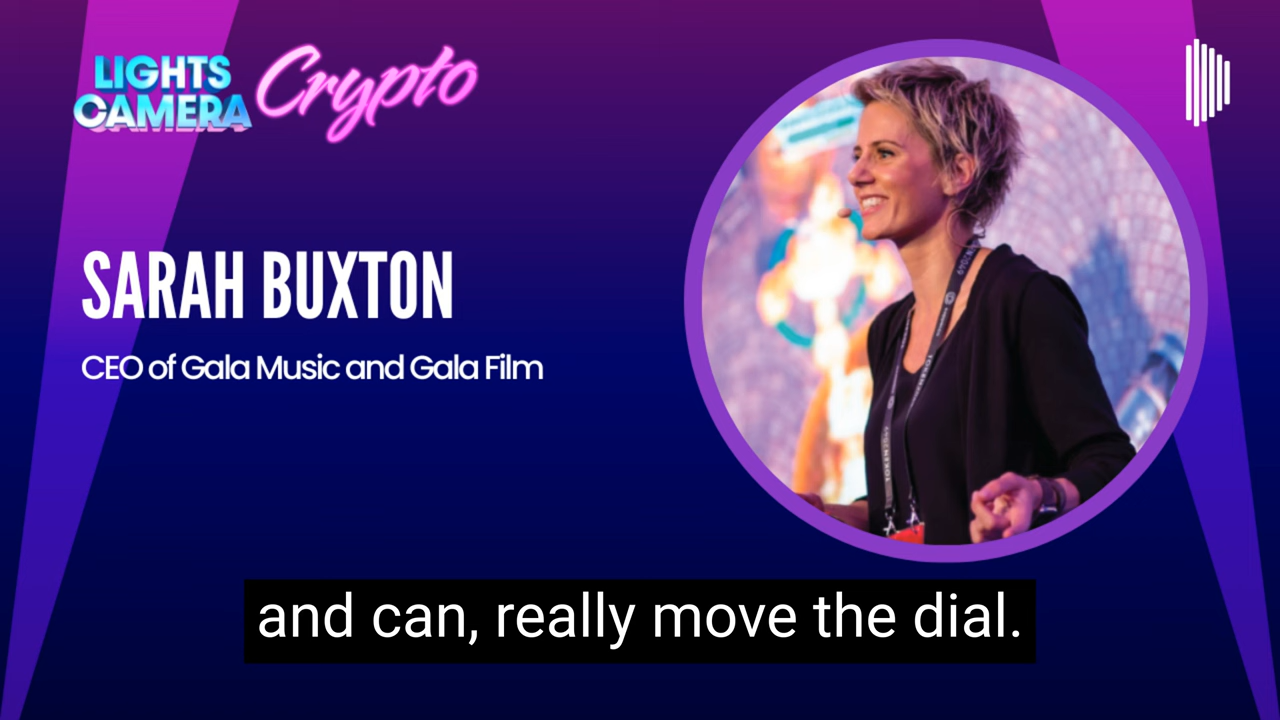 LIGHTS
CAMERA
Crypto
SARAH BUXTON
CEO of Gala Music and Gala Film
and can, really move the dial.